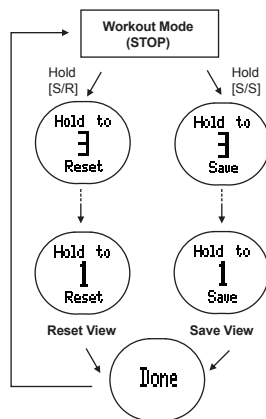 Workout Mode
(STOP)
Hold
[S/R]
Hold
[S/S]
Hold to
3
Reset
Hold to
3
Save
Hold to
1
Reset
Hold to
1
Save
Reset View
Save View
Done